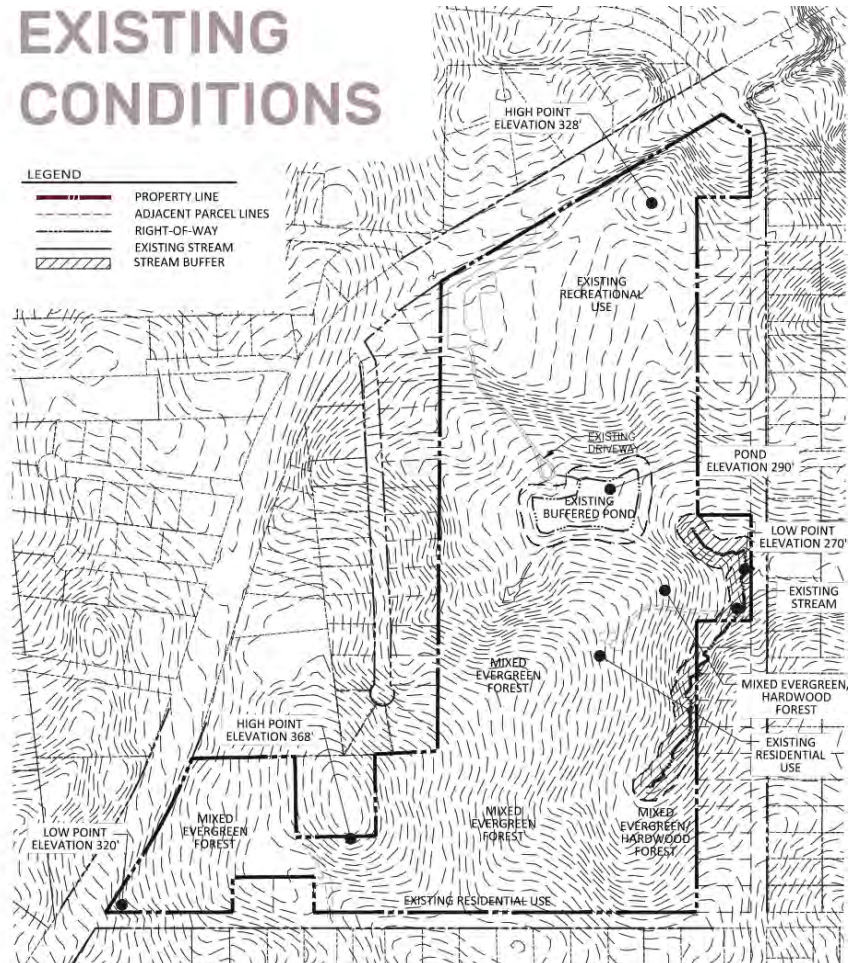 EXISTING
CONDITIONS
LEGEND
PROPERTY LINE
ADJACENT PARCEL LINES
RIGHT-OF-WAY
EXISTING STREAM
STREAM BUFFER
HIGH POINT
ELEVATION 328'
EXISTING
RECREATIONAL
USE
EXISTING
DRIVEWAY
POND
ELEVATION 290'
EXISTING
BUFFERED POND
LOW POINT
ELEVATION 270'
EXISTING
STREAM
MIXED
EVERGREEN
FOREST
MIXED EVERGREEN/
HARDWOOD
FOREST
EXISTING
RESIDENTIAL
USE
HIGH POINT
ELEVATION 368'
LOW POINT
ELEVATION 320'
MIXED
EVERGREEN
FOREST
MIXED
EVERGREEN
FOREST
MIXED
EVERGREEN/
HARDWOOD
FOREST
EXISTING RESIDENTIAL USE